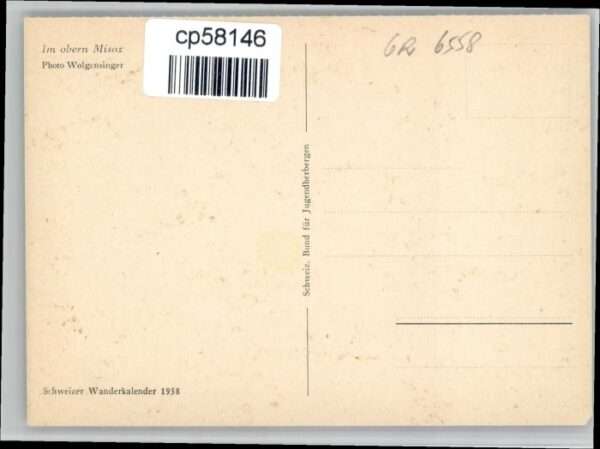 Im obern Misox
Photo Wolgensinger
cp58146
GR 6558
Schweiz. Bund für Jugendherbergen
Schweizer Wanderkalender 1958